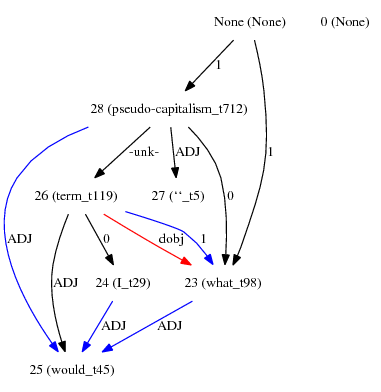 None (None) 0 (None)
1
28 (pseudo-capitalism_t712)
-unk- ADJ 1
26 (term_t119) 27 (``_t5) 0
ADJ dobj 1
ADJ 0
24 (I_t29) 23 (what_t98)
ADJ ADJ
25 (would_t45)